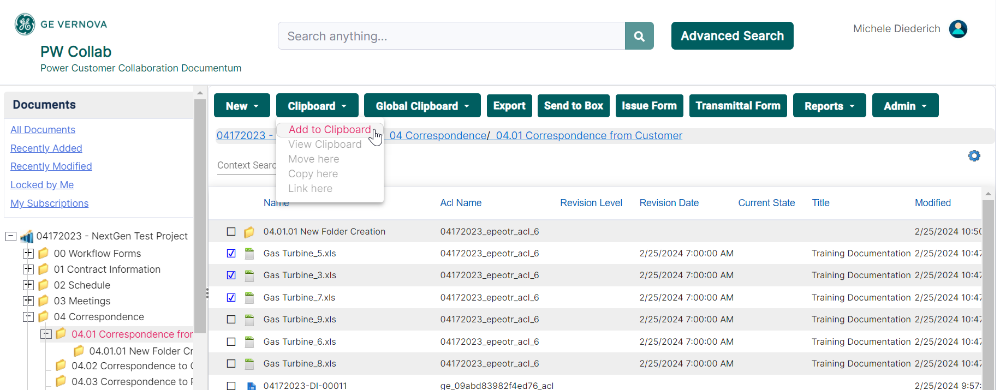 GE VERNOVA
PW Collab
Power Customer Collaboration Documentum
Search anything...
Advanced Search
Michele Diederich
Documents
All Documents
Recently Added
Recently Modified
Locked by Me
My Subscriptions
04172023 - NextGen Test Project
00 Workflow Forms
01 Contract Information
02 Schedule
03 Meetings
04 Correspondence
04.01 Correspondence from
04.01.01 New Folder Cr
04.02 Correspondence to
04.03 Correspondence to
New Clipboard Global Clipboard Export Send to Box Issue Form Transmittal Form Reports Admin
04172023 - 04 Correspondence/ 04.01 Correspondence from Customer
Add to Clipboard
View Clipboard
Move here
Copy here
Link here
Context Searc
Name Acl Name Revision Level Revision Date Current State Title Modified
04.01.01 New Folder Creation 04172023_epeotr_acl_6 2/25/2024 10:50
Gas Turbine_5.xls 04172023_epeotr_acl_6 2/25/2024 7:00:00 AM Training Documentation 2/25/2024 10:47
Gas Turbine_3.xls 04172023_epeotr_acl_6 2/25/2024 7:00:00 AM Training Documentation 2/25/2024 10:47
Gas Turbine_7.xls 04172023_epeotr_acl_6 2/25/2024 7:00:00 AM Training Documentation 2/25/2024 10:47
Gas Turbine_9.xls 04172023_epeotr_acl_6 2/25/2024 7:00:00 AM Training Documentation 2/25/2024 10:47
Gas Turbine_6.xls 04172023_epeotr_acl_6 2/25/2024 7:00:00 AM Training Documentation 2/25/2024 10:47
Gas Turbine_8.xls 04172023_epeotr_acl_6 2/25/2024 7:00:00 AM Training Documentation 2/25/2024 10:47
04172023-DI-00011 ge_09abd83982f4ed76_acl 2/25/2024 9:57: